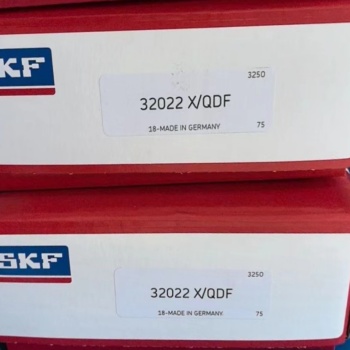 SKF
3250
32022 X/QDF
18-MADE IN GERMANY 75
SKF
3250
32022 X/QDF
18-MADE IN GERMANY 75